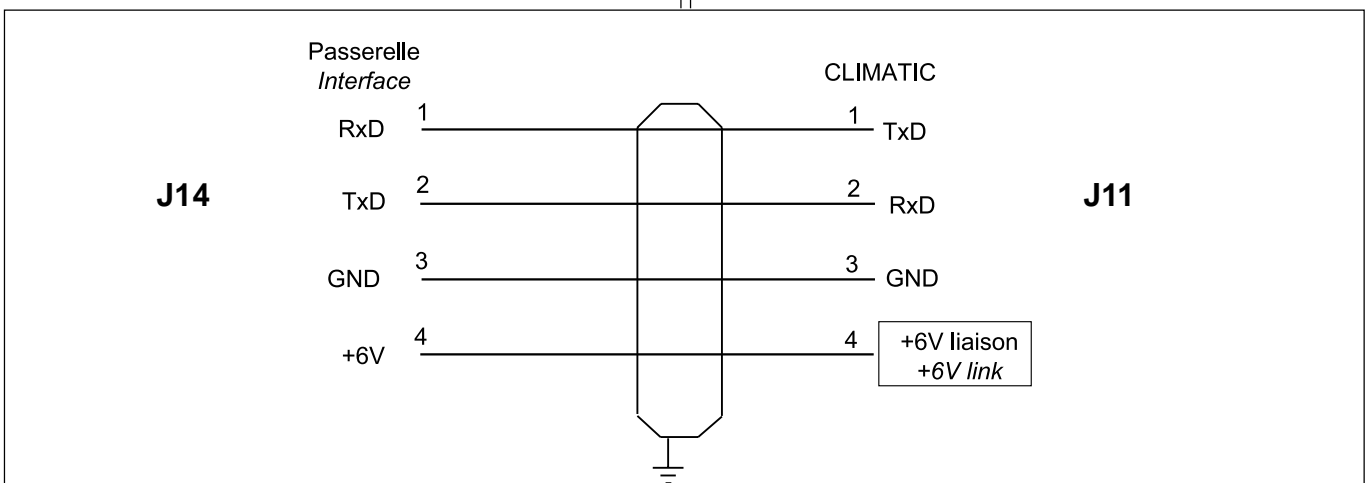 Passerelle
Interface
CLIMATIC
RxD 1 1 TxD
J14 TxD 2 2 RxD J11
GND 3 3 GND
+6V 4 4 +6V liaison
+6V link